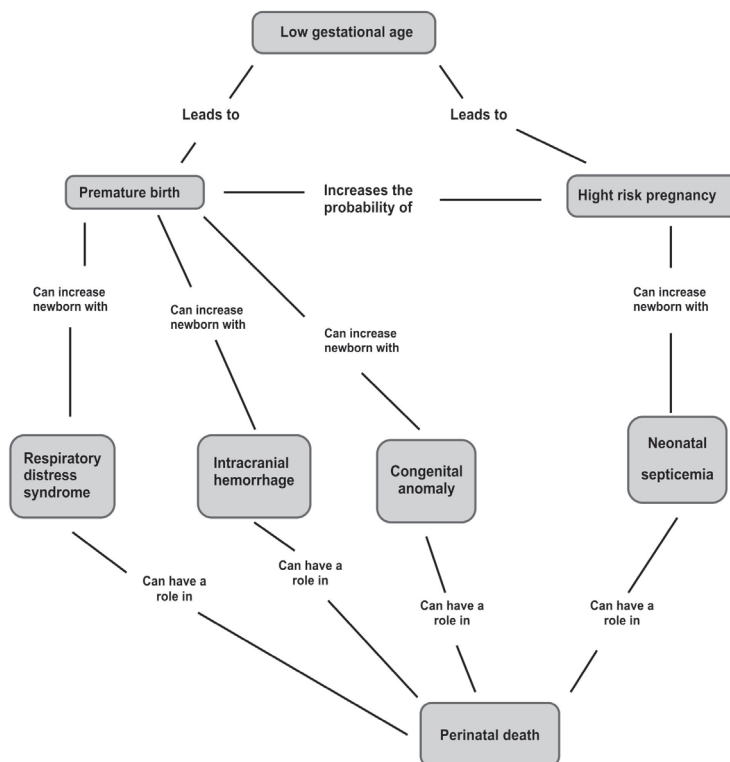 Low gestational age
Leads to
Leads to
Premature birth
Increases the
probability of
Hight risk pregnancy
Can increase
newborn with
Can increase
newborn with
Can increase
newborn with
Can increase
newborn with
Respiratory
distress
syndrome
Intracranial
hemorrhage
Congenital
anomaly
Neonatal
septicemia
Can have a
role in
Can have a
role in
Can have a
role in
Can have a
role in
Perinatal death